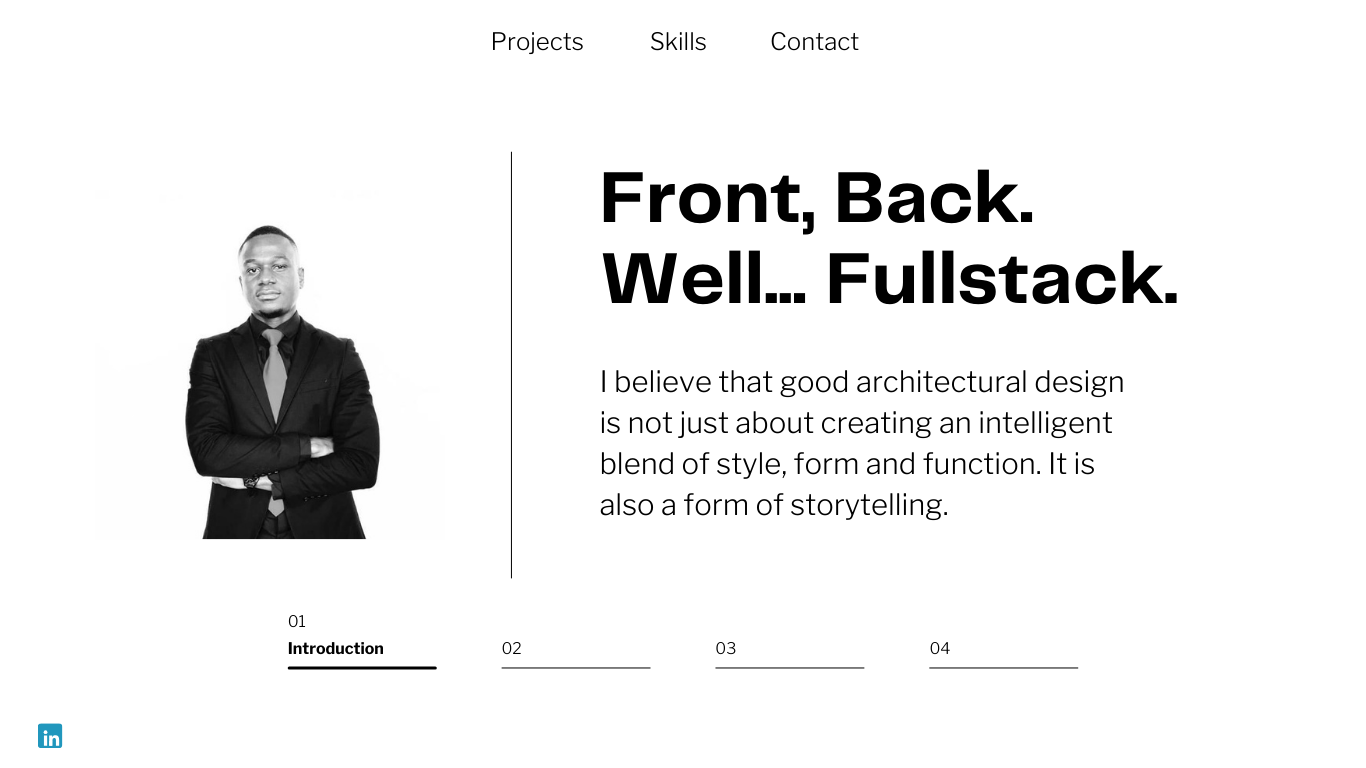 Projects Skills Contact
Front, Back.
Well... Fullstack.
I believe that good architectural design
is not just about creating an intelligent
blend of style, form and function. It is
also a form of storytelling.
01
Introduction 02 03 04
in